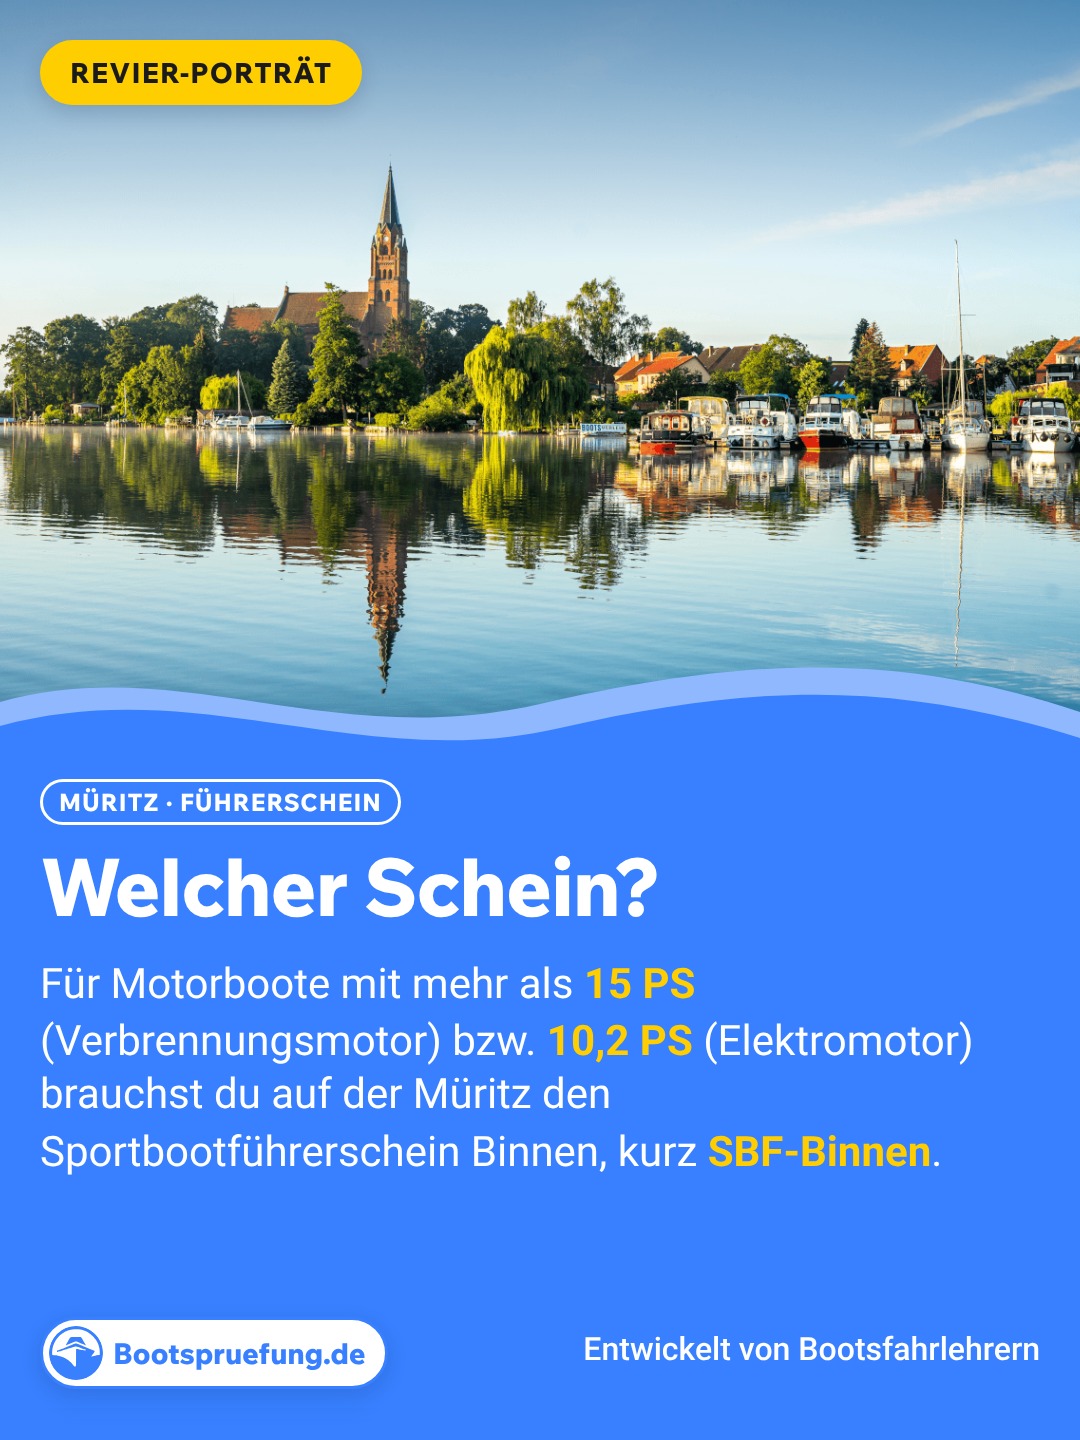 REVIER-PORTRÄT
MÜRITZ · FÜHRERSCHEIN
Welcher Schein?
Für Motorboote mit mehr als 15 PS
(Verbrennungsmotor) bzw. 10,2 PS (Elektromotor)
brauchst du auf der Müritz den
Sportbootführerschein Binnen, kurz SBF-Binnen.
Bootspruefung.de
Entwickelt von Bootsfahrlehrern